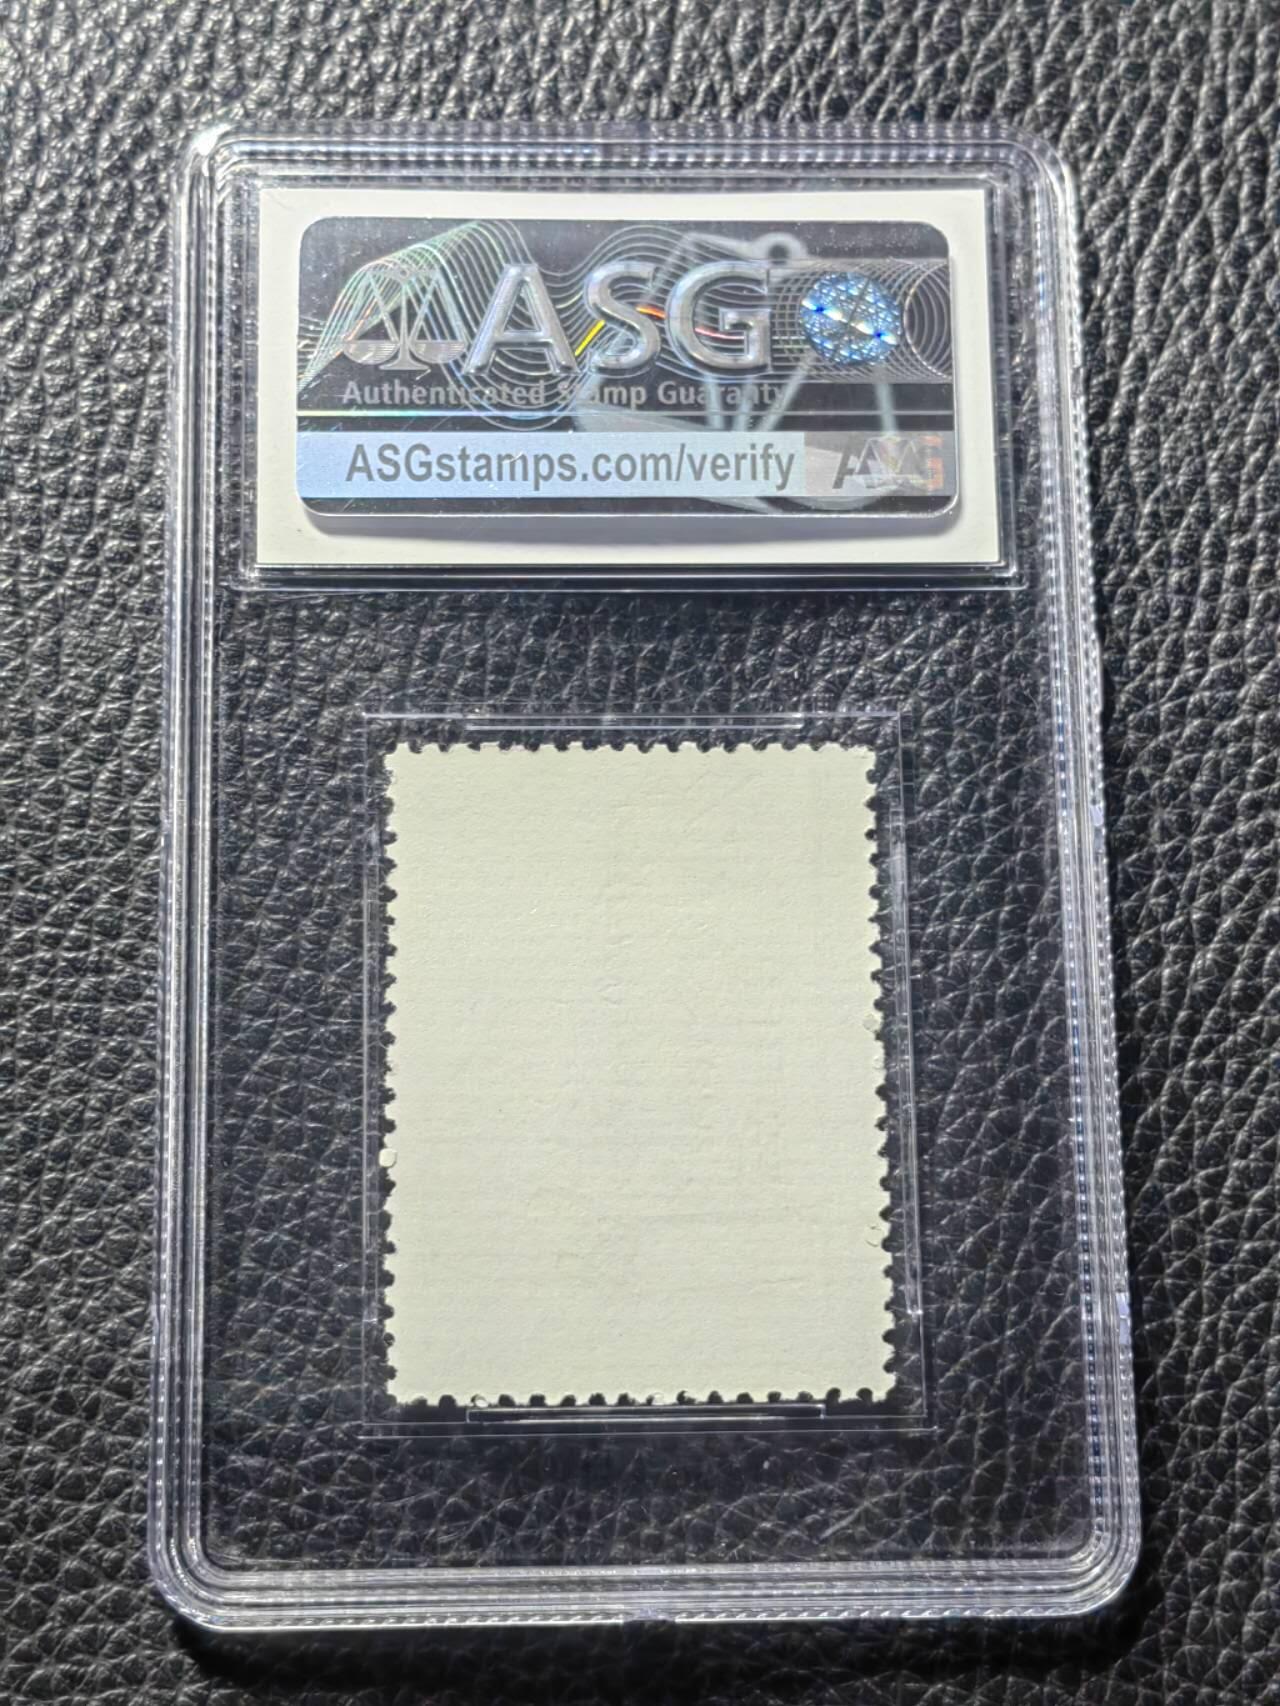 ASG
Authenticated Stamp Guaranty
ASGstamps.com/verify